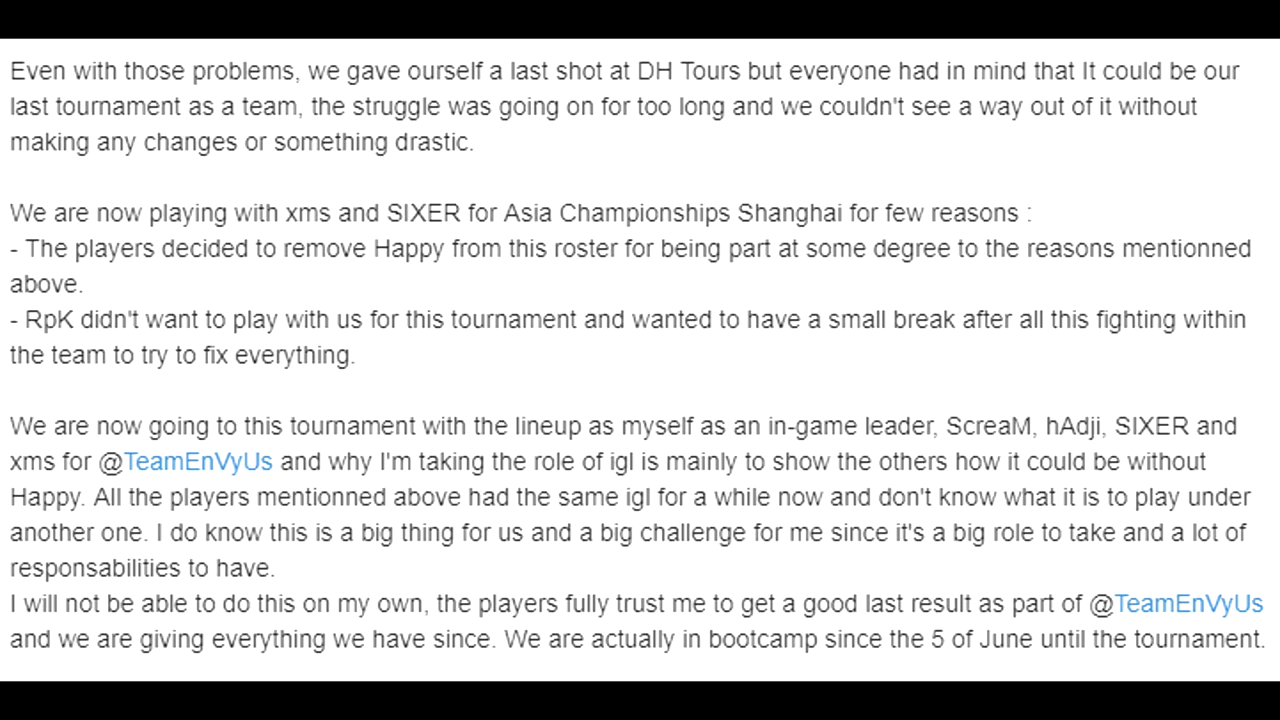 Even with those problems, we gave ourself a last shot at DH Tours but everyone had in mind that It could be our
last tournament as a team, the struggle was going on for too long and we couldn't see a way out of it without
making any changes or something drastic.
We are now playing with xms and SIXER for Asia Championships Shanghai for few reasons :
- The players decided to remove Happy from this roster for being part at some degree to the reasons mentionned
above.
- RpK didn't want to play with us for this tournament and wanted to have a small break after all this fighting within
the team to try to fix everything.
We are now going to this tournament with the lineup as myself as an in-game leader, ScreaM, hAdji, SIXER and
xms for @TeamEnVyUs and why I'm taking the role of igl is mainly to show the others how it could be without
Happy. All the players mentionned above had the same igl for a while now and don't know what it is to play under
another one. I do know this is a big thing for us and a big challenge for me since it's a big role to take and a lot of
responsabilities to have.
I will not be able to do this on my own, the players fully trust me to get a good last result as part of @TeamEnVyUs
and we are giving everything we have since. We are actually in bootcamp since the 5 of June until the tournament.